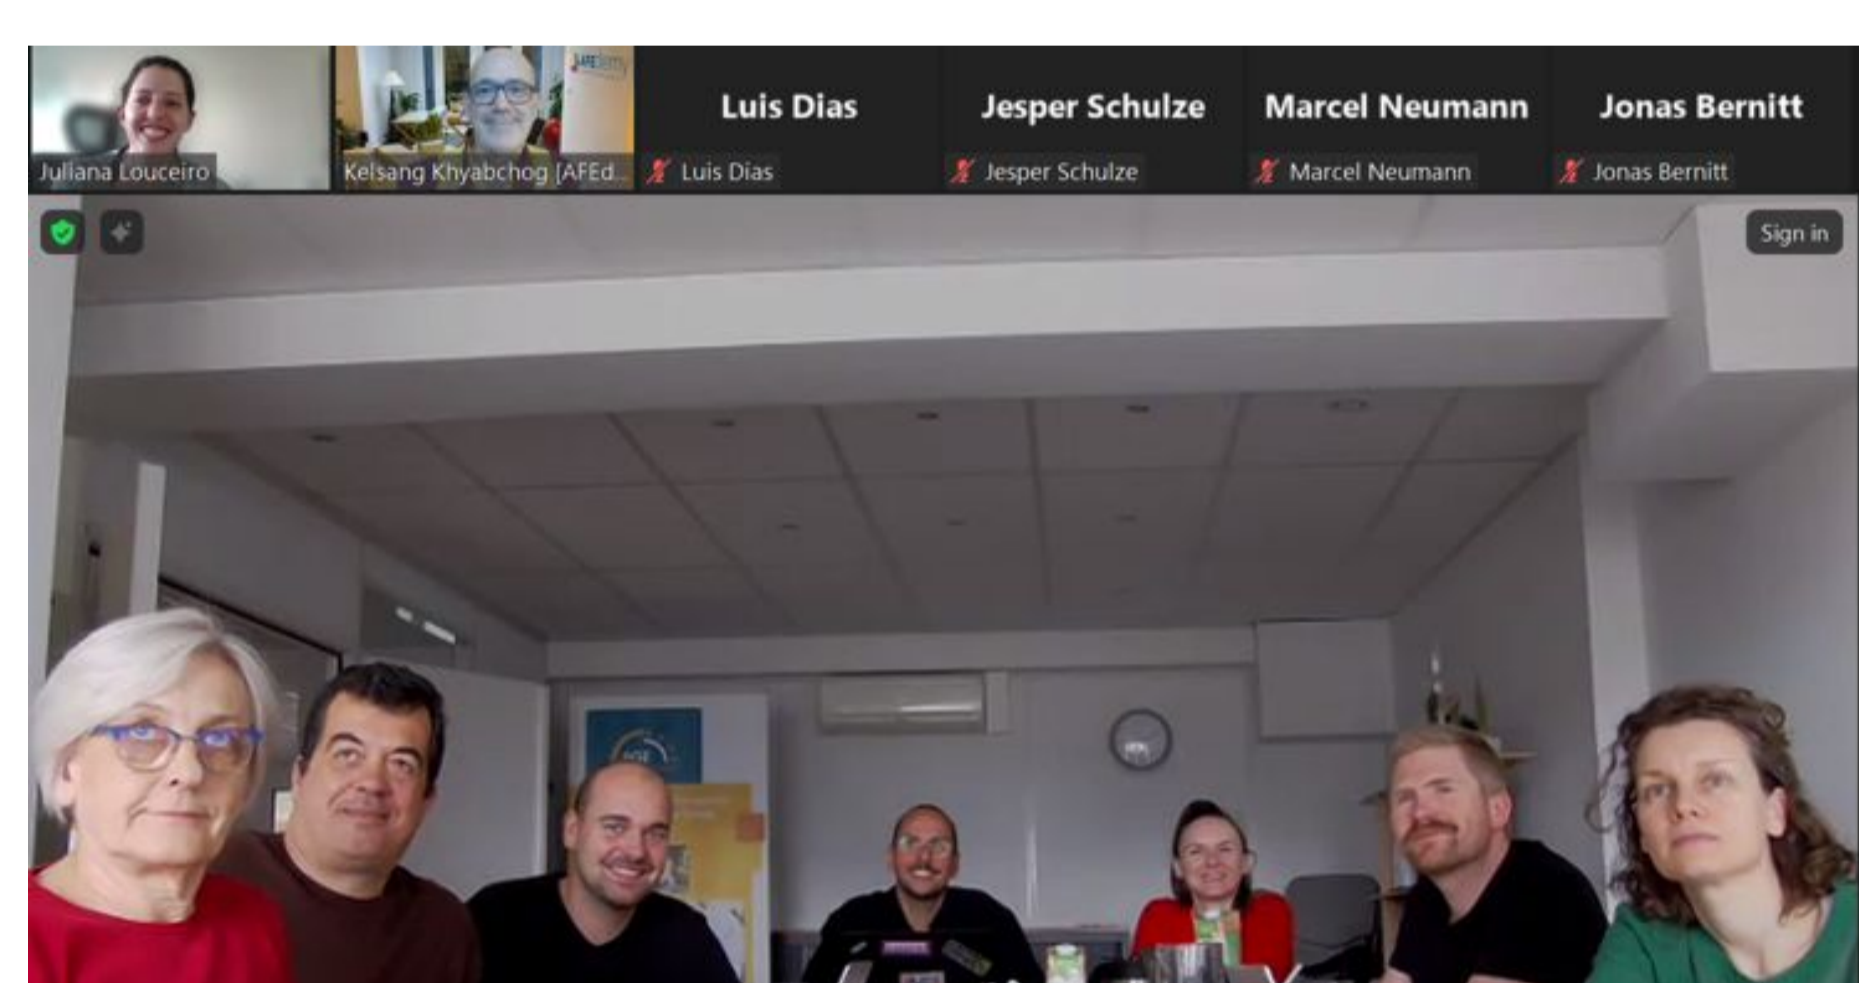 Luis Dias
Jesper Schulze
Marcel Neumann
Jonas Bernitt
Juliana Louceiro
Kelsang Khyabchog [AFEd...
Luis Dias
Jesper Schulze
Marcel Neumann
Jonas Bernitt
Sign in